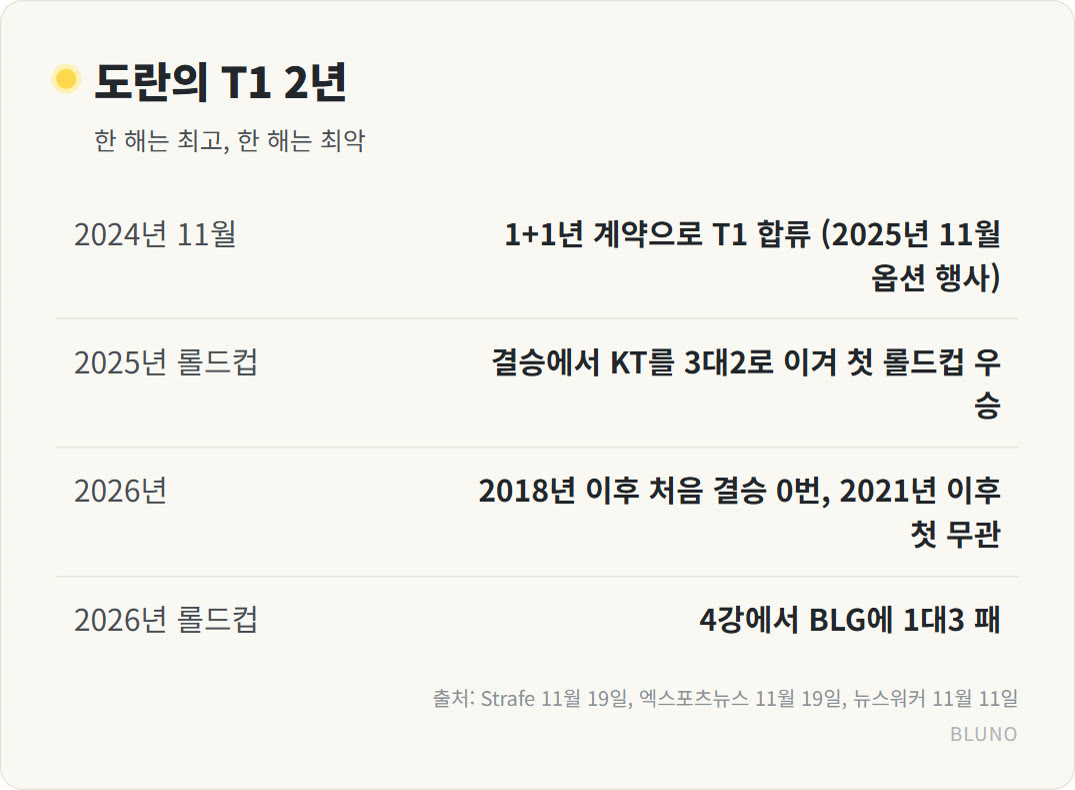 도란의 T1 2년
한 해는 최고, 한 해는 최악
2024년 11월
1+1년 계약으로 T1 합류 (2025년 11월
옵션 행사)
2025년 롤드컵
결승에서 KT를 3대2로 이겨 첫 롤드컵 우
승
2026년
2018년 이후 처음 결승 0번, 2021년 이후
첫 무관
2026년 롤드컵
4강에서 BLG에 1대3 패
출처: Strafe 11월 19일, 엑스포츠뉴스 11월 19일, 뉴스워커 11월 11일
BLUNO